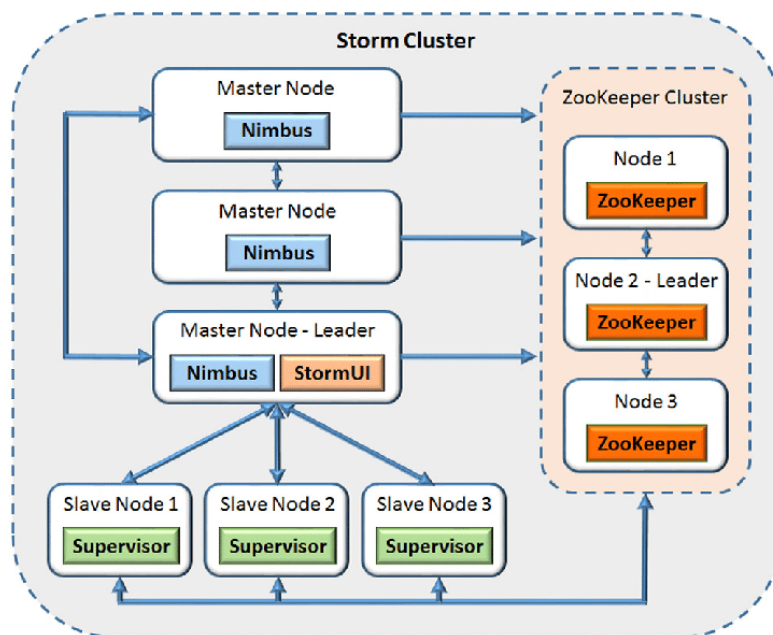 Storm Cluster
Master Node
Nimbus
Master Node
Nimbus
Master Node - Leader
Nimbus
StormUI
Slave Node 1
Supervisor
Slave Node 2
Supervisor
Slave Node 3
Supervisor
ZooKeeper Cluster
Node 1
ZooKeeper
Node 2 - Leader
ZooKeeper
Node 3
ZooKeeper